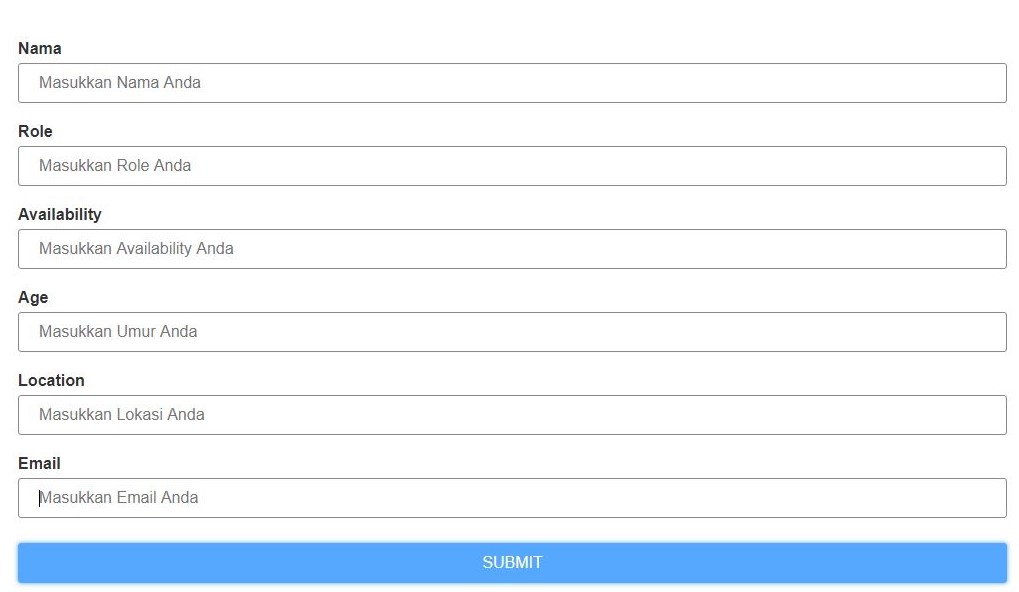 Nama
Masukkan Nama Anda
Role
Masukkan Role Anda
Availability
Masukkan Availability Anda
Age
Masukkan Umur Anda
Location
Masukkan Lokasi Anda
Email
Masukkan Email Anda
SUBMIT